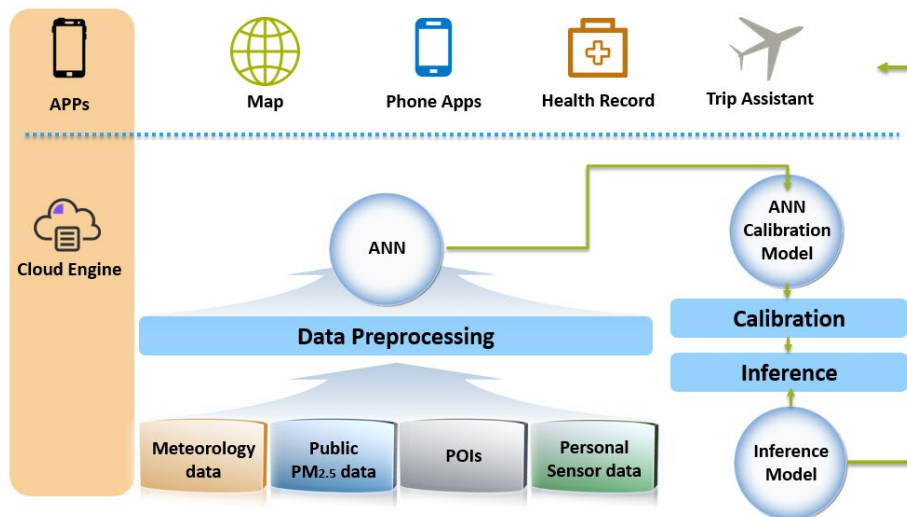 APPs
Map
Phone Apps
Health Record
Trip Assistant
Cloud Engine
ANN
ANN
Calibration
Model
Data Preprocessing
Calibration
Inference
Meteorology
data
Public
PM2.5 data
POIs
Personal
Sensor data
Inference
Model